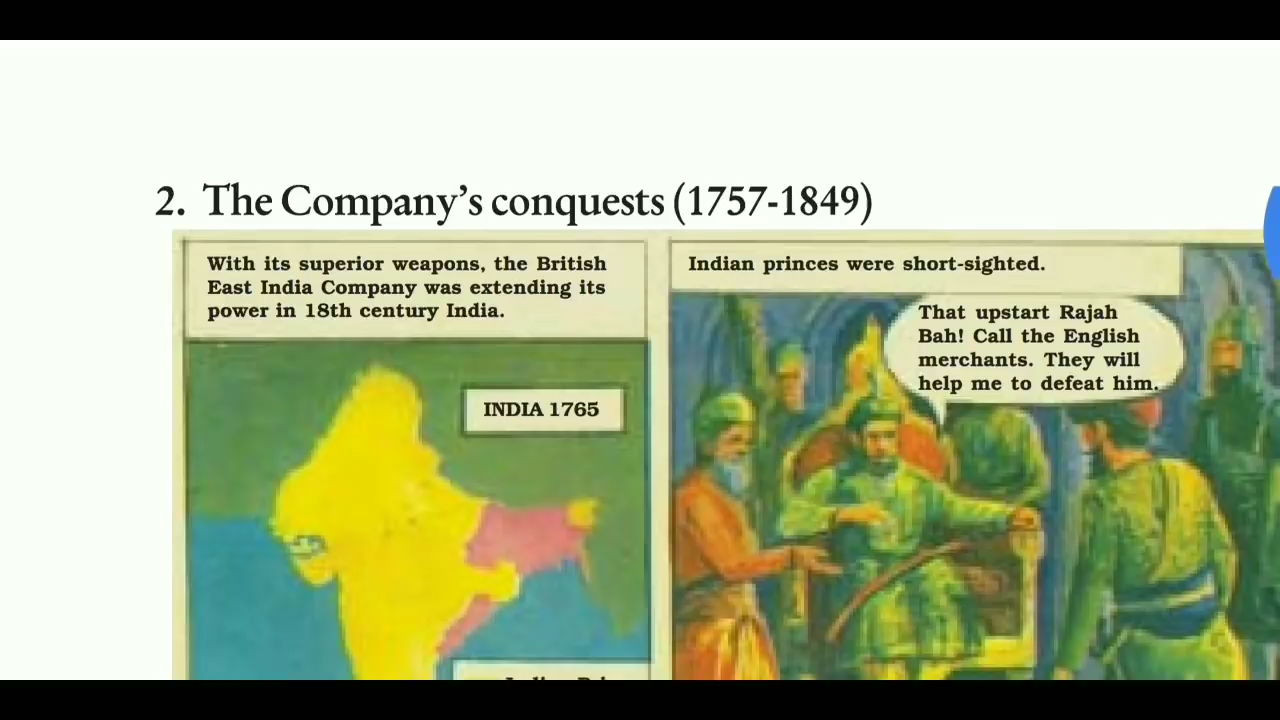 2. The Company's conquests (1757-1849)
With its superior weapons, the British
East India Company was extending its
power in 18th century India.
INDIA 1765
Indian princes were short-sighted.
That upstart Rajah
Bah! Call the English
merchants. They will
help me to defeat him.